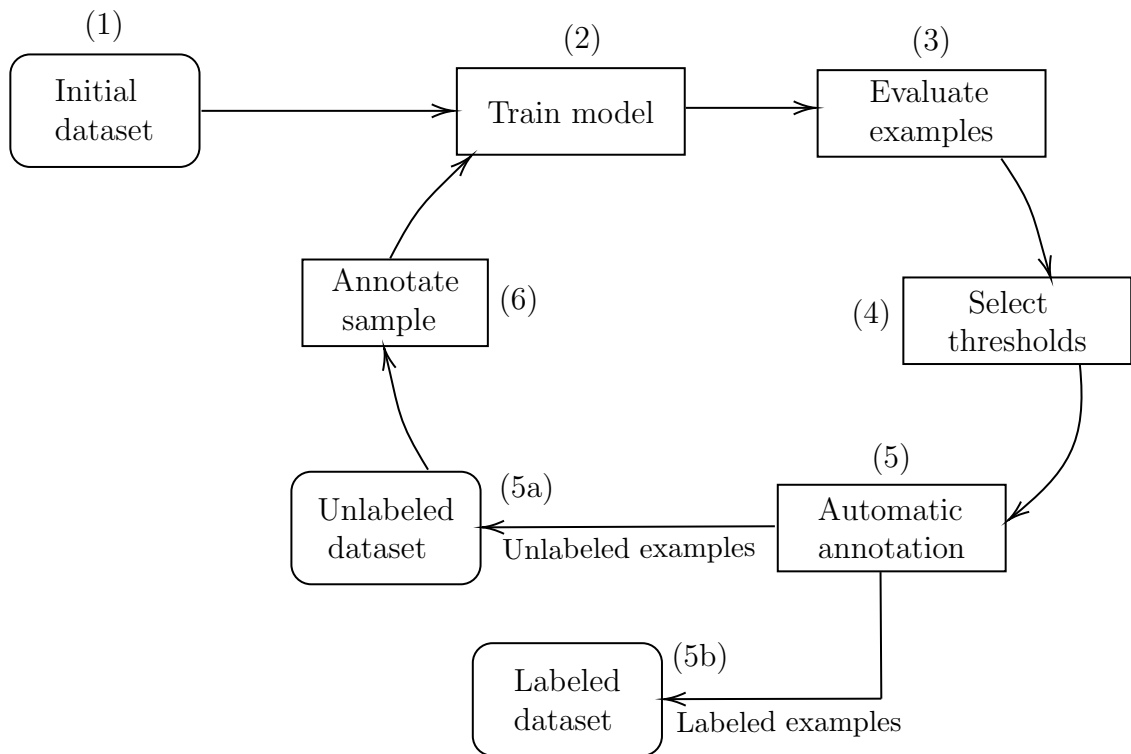 (1)
Initial
dataset
(2)
Train model
(3)
Evaluate
examples
(4)
Select
thresholds
(5)
Automatic
annotation
(5a)
Unlabeled
dataset
Unlabeled examples
(5b)
Labeled
dataset
Labeled examples
(6)
Annotate
sample